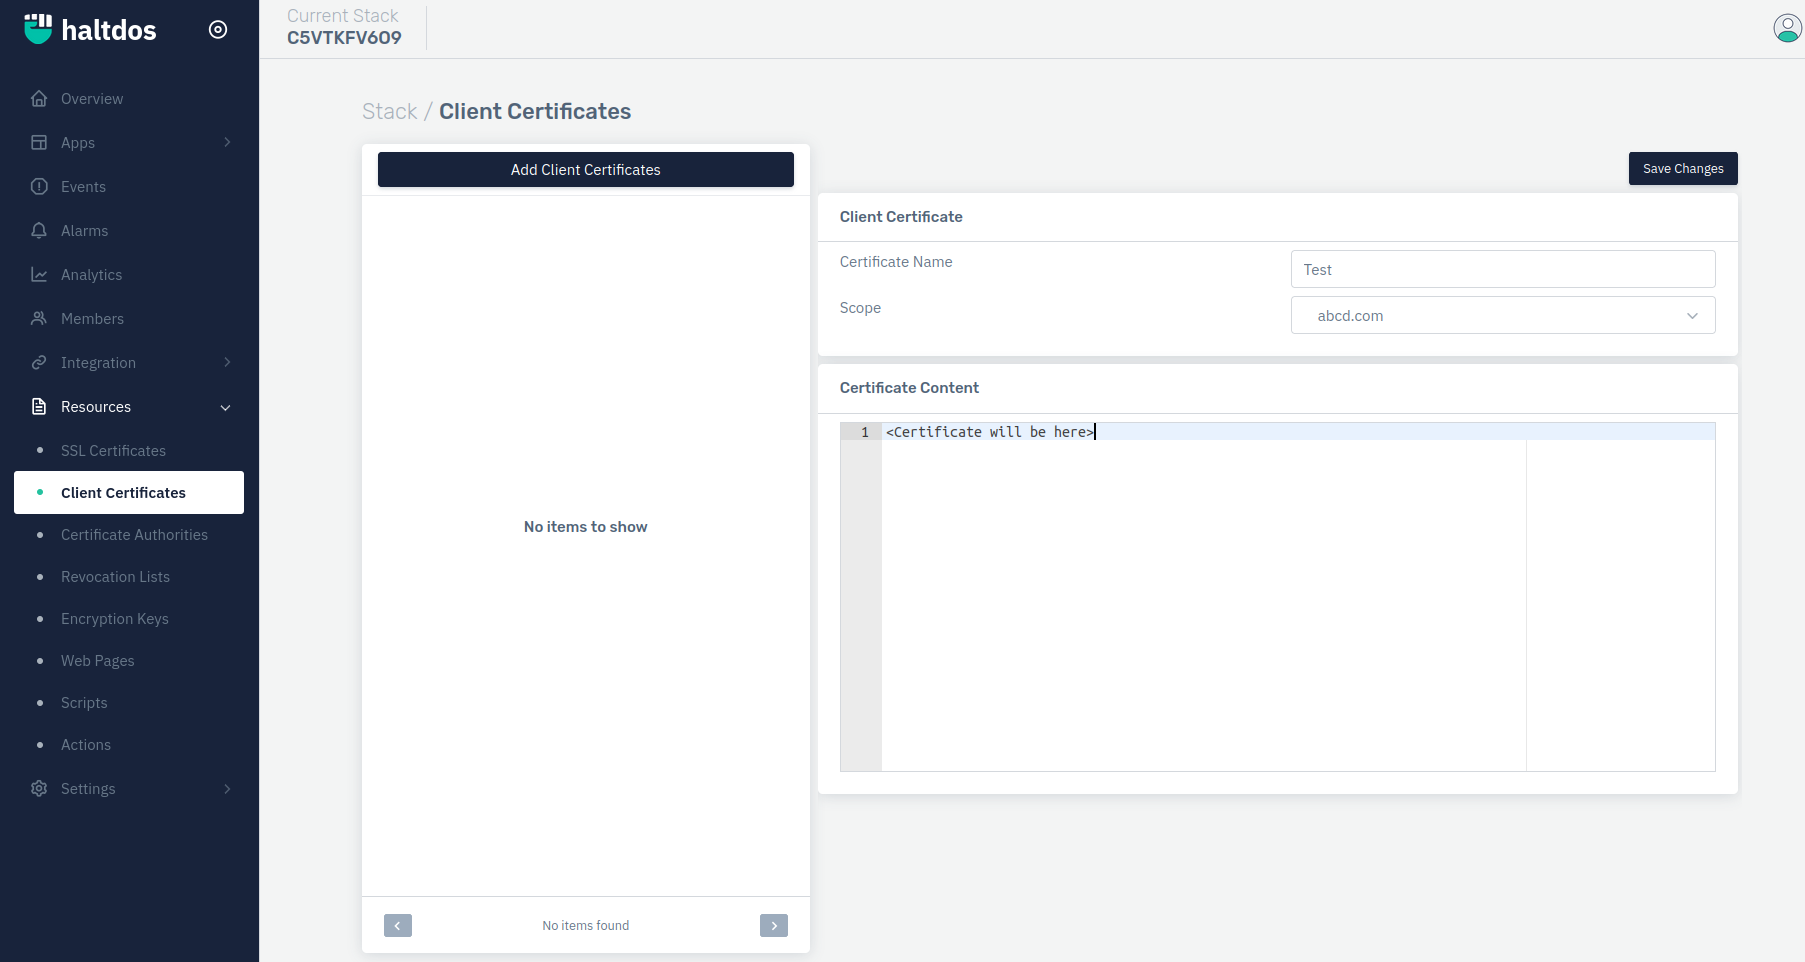 haltdos
Current Stack
C5VTKFV609
Overview
Apps
Events
Alarms
Analytics
Members
Integration
Resources
SSL Certificates
Client Certificates
Certificate Authorities
Revocation Lists
Encryption Keys
Web Pages
Scripts
Actions
Settings
Stack / Client Certificates
Add Client Certificates
No items to show
No items found
Save Changes
Client Certificate
Certificate Name
Test
Scope
abcd.com
Certificate Content
1 <Certificate will be here>